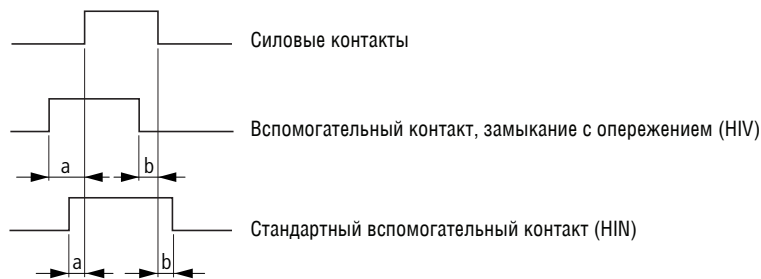 Силовые контакты
Вспомогательный контакт, замыкание с опережением (HIV)
a b
Стандартный вспомогательный контакт (HIN)
a b